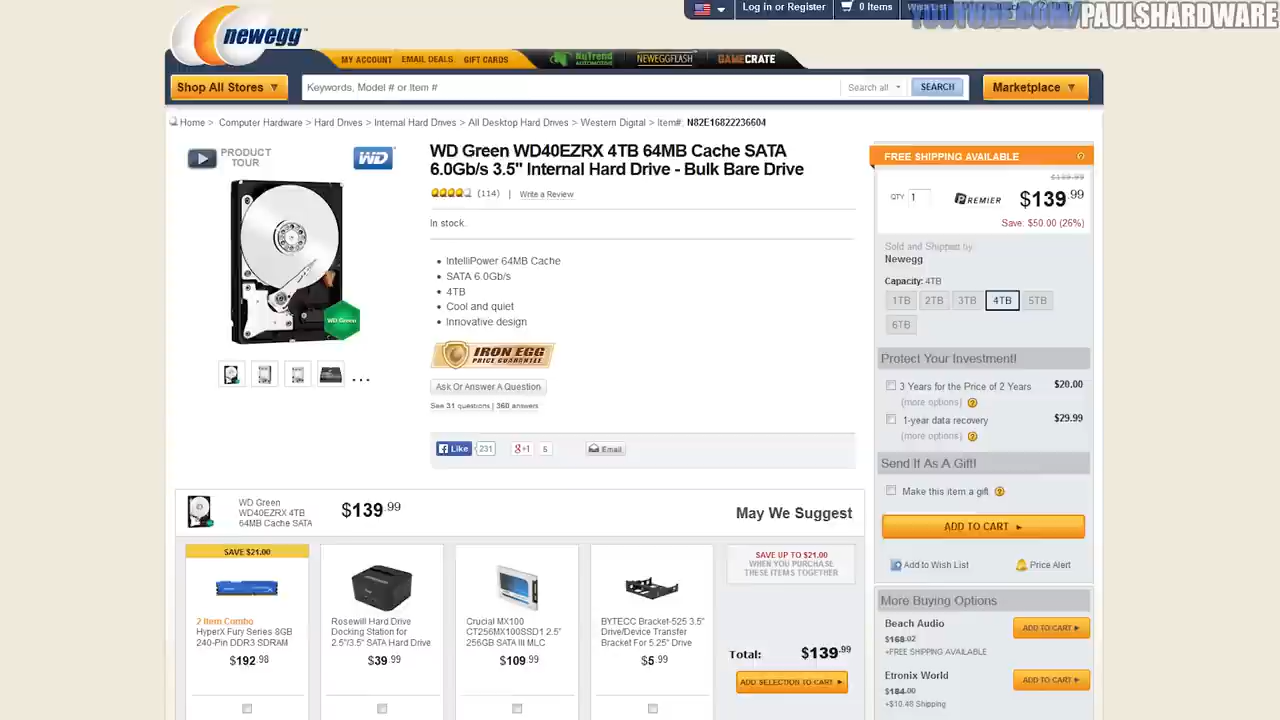 YOUTUBE.COM/PAULSHARDWARE
Log in or Register
0 Items
Wish List
newegg™
MY ACCOUNT
EMAIL DEALS
GIFT CARDS
NuTrend
AUTOMOTIVE
NEWEGGFLASH
GAMECRATE
Shop All Stores
Keywords, Model # or Item #
Search all
SEARCH
Marketplace
Home > Computer Hardware > Hard Drives > Internal Hard Drives > All Desktop Hard Drives > Western Digital > Item#: N82E16822236604
PRODUCT
TOUR
WD
WD Green
WD Green WD40EZRX 4TB 64MB Cache SATA
6.0Gb/s 3.5" Internal Hard Drive - Bulk Bare Drive
(114) | Write a Review
In stock.
• IntelliPower 64MB Cache
• SATA 6.0Gb/s
• 4TB
• Cool and quiet
• Innovative design
IRON EGG
PRICE GUARANTEE
Ask Or Answer A Question
See 31 questions | 360 answers
Like 231
g+1 5
Email
FREE SHIPPING AVAILABLE
$189.99
QTY 1
PREMIER
$139.99
Save: $50.00 (26%)
Sold and Shipped by:
Newegg
Capacity: 4TB
1TB 2TB 3TB 4TB 5TB
6TB
Protect Your Investment!
3 Years for the Price of 2 Years $20.00
(more options)
1-year data recovery $29.99
(more options)
Send It As A Gift!
Make this item a gift
ADD TO CART
Add to Wish List
Price Alert
More Buying Options
Beach Audio
$168.02
+FREE SHIPPING AVAILABLE
ADD TO CART
Etronix World
$184.00
+$10.48 Shipping
ADD TO CART
WD Green
WD40EZRX 4TB
64MB Cache SATA
$139.99
May We Suggest
SAVE $21.00
2 Item Combo
HyperX Fury Series 8GB
240-Pin DDR3 SDRAM
$192.98
Rosewill Hard Drive
Docking Station for
2.5"/3.5" SATA Hard Drive
$39.99
Crucial MX100
CT256MX100SSD1 2.5"
256GB SATA III MLC
$109.99
BYTECC Bracket-525 3.5"
Drive/Device Transfer
Bracket For 5.25" Drive
$5.99
SAVE UP TO $21.00
WHEN YOU PURCHASE
THESE ITEMS TOGETHER
Total: $139.99
ADD SELECTION TO CART